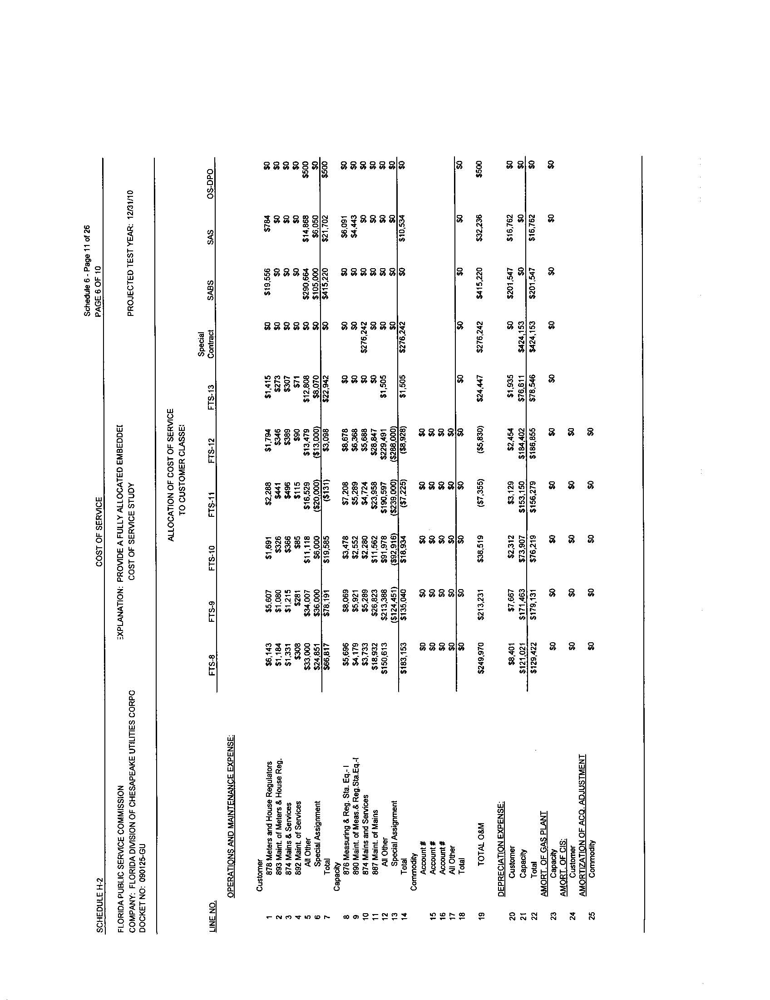 Schedule 6 - Page 11 of 26
SCHEDULE H-2 COST OF SERVICE PAGE 6 OF 10
FLORIDA PUBLIC SERVICE COMMISSION EXPLANATION: PROVIDE A FULLY ALLOCATED EMBEDDED
COMPANY: FLORIDA DIVISION OF CHESAPEAKE UTILITIES CORPO COST OF SERVICE STUDY PROJECTED TEST YEAR: 12/31/10
DOCKET NO: 090125-GU
ALLOCATION OF COST OF SERVICE
TO CUSTOMER CLASSES
Special
LINE NO. FTS-8 FTS-9 FTS-10 FTS-11 FTS-12 FTS-13 Contract SABS SAS OS-DPO
OPERATIONS AND MAINTENANCE EXPENSE:
Customer
1 878 Meters and House Regulators $6,143 $5,607 $1,691 $2,288 $1,794 $1,415 $0 $19,556 $784 $0
2 893 Maint. of Meters & House Reg. $1,184 $1,080 $326 $441 $346 $273 $0 $0 $0 $0
3 874 Mains & Services $1,331 $1,215 $366 $496 $389 $307 $0 $0 $0 $0
4 892 Maint. of Services $308 $281 $85 $115 $90 $71 $0 $0 $0 $0
5 All Other $33,000 $34,007 $11,118 $16,529 $13,479 $12,808 $0 $290,664 $14,868 $500
6 Special Assignment $24,851 $36,000 $6,000 ($20,000) ($13,000) $8,070 $0 $105,000 $6,050 $0
7 Total $66,817 $78,191 $19,585 ($131) $3,098 $22,942 $0 $415,220 $21,702 $500
Capacity
8 876 Measuring & Reg. Sta. Eq.- I $5,696 $8,069 $3,478 $7,208 $8,678 $0 $0 $0 $6,091 $0
9 890 Maint. of Meas.& Reg.Sta.Eq.-I $4,179 $5,921 $2,552 $5,289 $6,368 $0 $0 $0 $4,443 $0
10 874 Mains and Services $3,733 $5,289 $2,280 $4,724 $5,688 $0 $276,242 $0 $0 $0
11 887 Maint. of Mains $18,932 $26,823 $11,562 $23,958 $28,847 $0 $0 $0 $0 $0
12 All Other $150,613 $213,388 $91,978 $190,597 $229,491 $1,505 $0 $0 $0 $0
13 Special Assignment ($124,451) ($92,916) ($239,000) ($288,000) $0 $0 $0 $0
14 Total $183,153 $135,040 $18,934 ($7,225) ($8,928) $1,505 $276,242 $0 $10,534 $0
Commodity
Account # $0 $0 $0 $0 $0
15 Account # $0 $0 $0 $0 $0
16 Account # $0 $0 $0 $0 $0
17 All Other $0 $0 $0 $0 $0
18 Total $0 $0 $0 $0 $0 $0 $0 $0 $0 $0
19 TOTAL O&M $249,970 $213,231 $38,519 ($7,355) ($5,830) $24,447 $276,242 $415,220 $32,236 $500
DEPRECIATION EXPENSE:
20 Customer $8,401 $7,667 $2,312 $3,129 $2,454 $1,935 $0 $201,547 $16,762 $0
21 Capacity $121,021 $171,463 $73,907 $153,150 $184,402 $76,611 $424,153 $0 $0 $0
22 Total $129,422 $179,131 $76,219 $156,279 $186,855 $78,546 $424,153 $201,547 $16,762 $0
AMORT. OF GAS PLANT
23 Capacity $0 $0 $0 $0 $0 $0 $0 $0 $0 $0
AMORT. OF CIS:
24 Customer $0 $0 $0 $0 $0
AMORTIZATION OF ACQ. ADJUSTMENT
25 Commodity $0 $0 $0 $0 $0